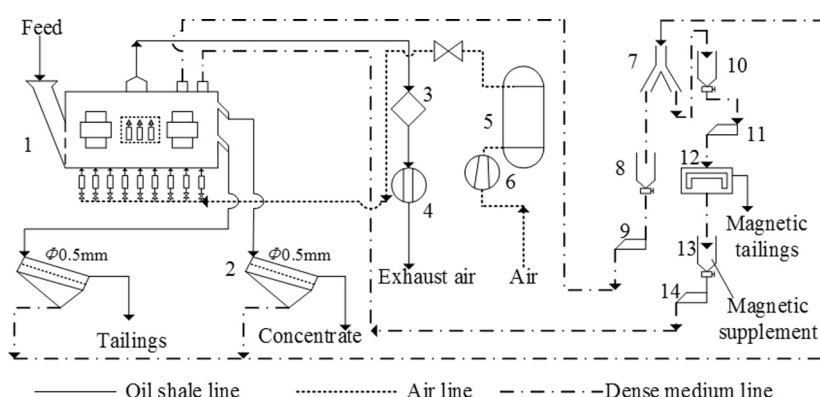 Feed
1
Φ0.5mm
Tailings
Φ0.5mm
2
Concentrate
3
4
Exhaust air
5
6
Air
7
8
9
10
11
12
Magnetic
tailings
13
14
Magnetic
supplement
Oil shale line
Air line
Dense medium line